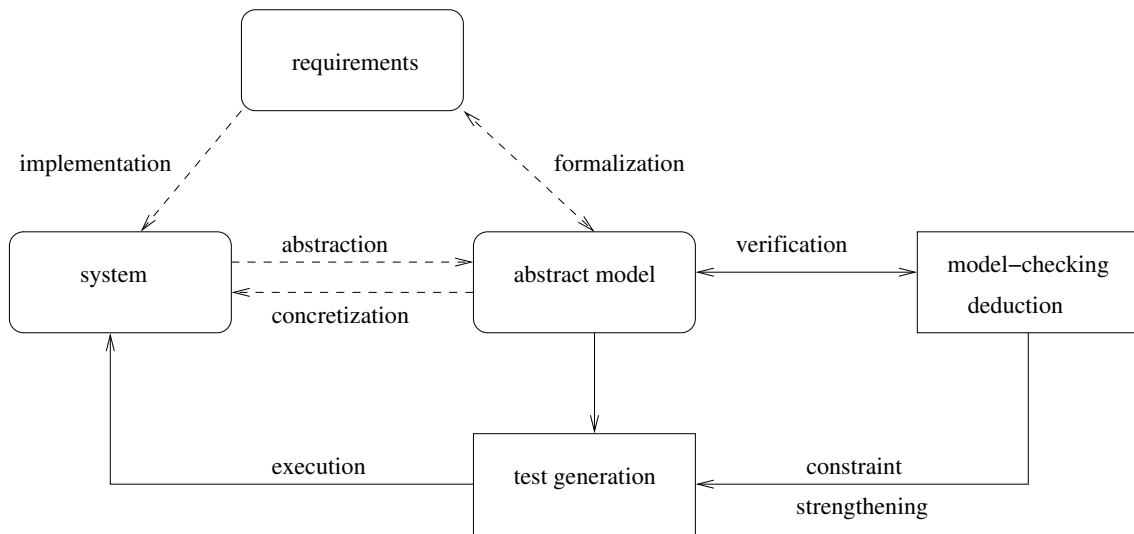 requirements
implementation
formalization
abstraction
verification
system
abstract model
model−checking
deduction
concretization
execution
test generation
constraint
strengthening